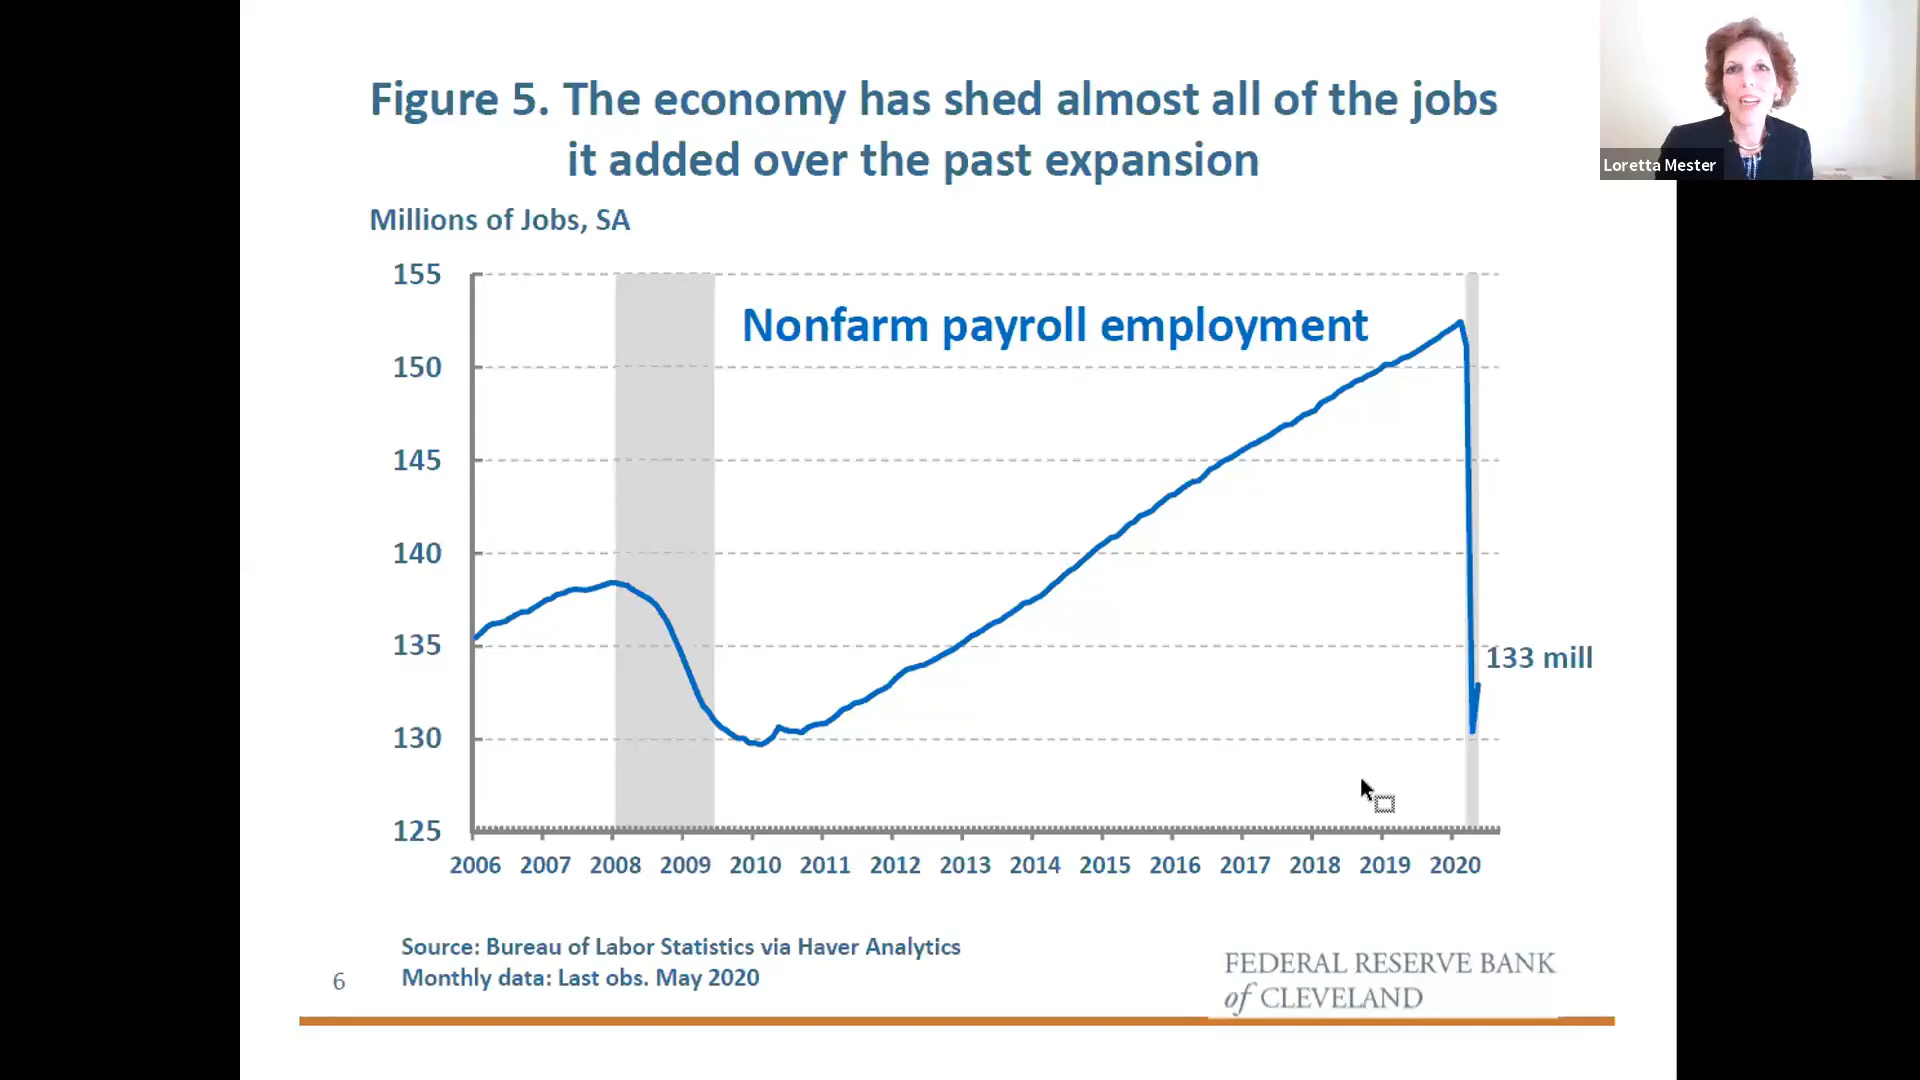 Figure 5. The economy has shed almost all of the jobs
it added over the past expansion
Loretta Mester
Millions of Jobs, SA
155
Nonfarm payroll employment
150
145
140
135
133 mill
130
125
2006 2007 2008 2009 2010 2011 2012 2013 2014 2015 2016 2017 2018 2019 2020
Source: Bureau of Labor Statistics via Haver Analytics
Monthly data: Last obs. May 2020
6
FEDERAL RESERVE BANK
of CLEVELAND